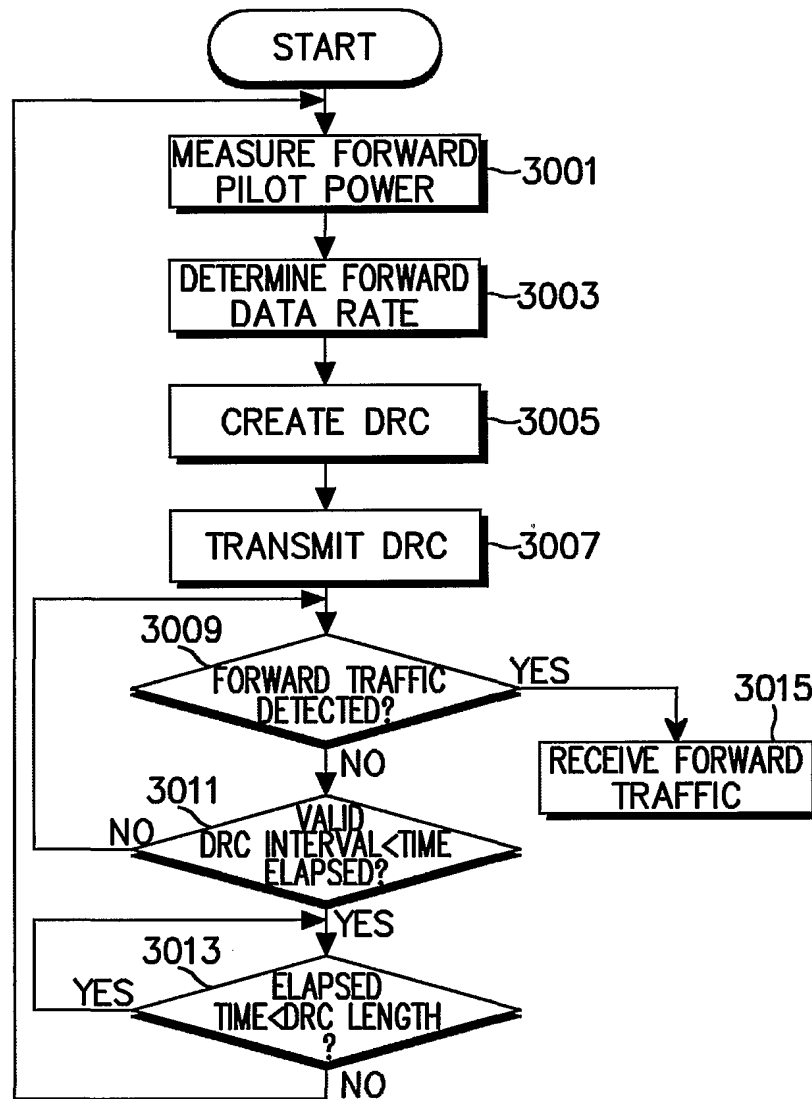 START
MEASURE FORWARD
PILOT POWER
3001
DETERMINE FORWARD
DATA RATE
3003
CREATE DRC
3005
TRANSMIT DRC
3007
3009
FORWARD TRAFFIC
DETECTED?
YES
3015
RECEIVE FORWARD
TRAFFIC
NO
3011
VALID
DRC INTERVAL<TIME
ELAPSED?
NO
YES
3013
ELAPSED
TIME<DRC LENGTH
?
YES
NO